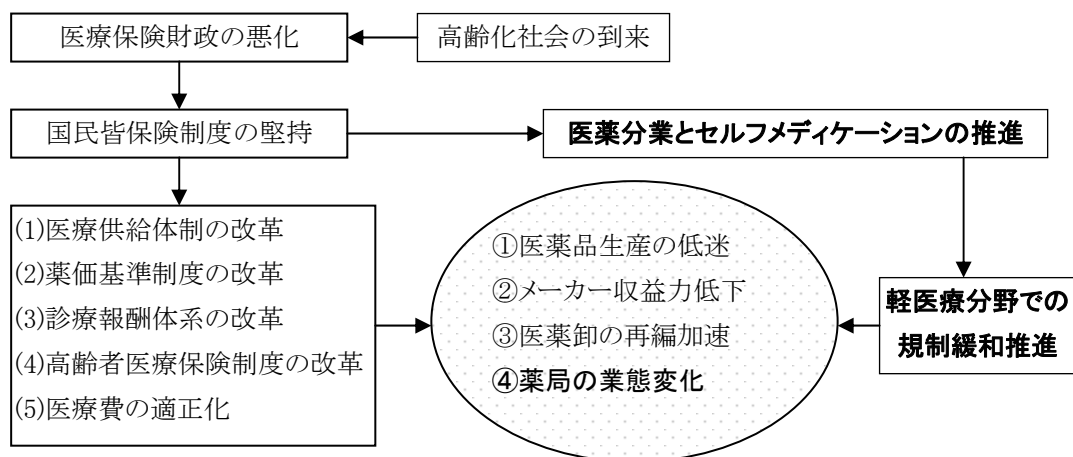 医療保険財政の悪化
高齢化社会の到来
国民皆保険制度の堅持
医薬分業とセルフメディケーションの推進
(1)医療供給体制の改革
(2)薬価基準制度の改革
(3)診療報酬体系の改革
(4)高齢者医療保険制度の改革
(5)医療費の適正化
①医薬品生産の低迷
②メーカー収益力低下
③医薬卸の再編加速
④薬局の業態変化
軽医療分野での
規制緩和推進